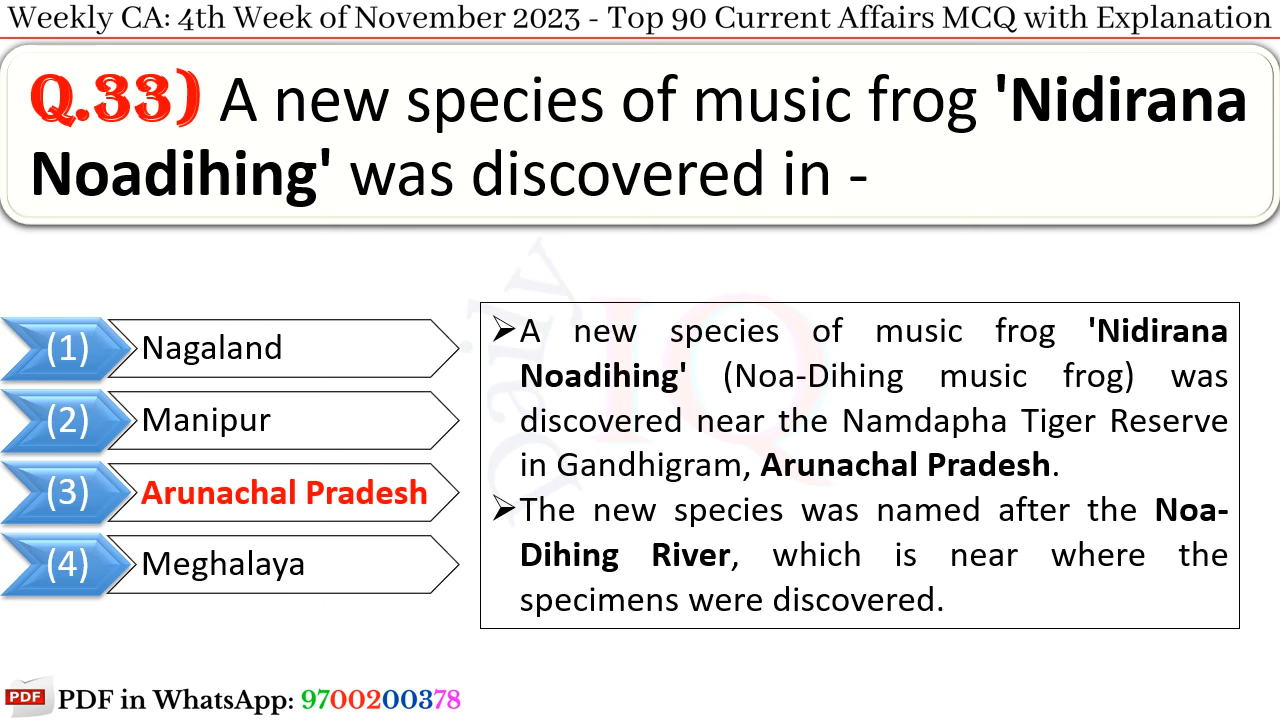 Weekly CA: 4th Week of November 2023 - Top 90 Current Affairs MCQ with Explanation
Q.33) A new species of music frog 'Nidirana
Noadihing' was discovered in -
(1) Nagaland
(2) Manipur
(3) Arunachal Pradesh
(4) Meghalaya
➢A new species of music frog 'Nidirana
Noadihing' (Noa-Dihing music frog) was
discovered near the Namdapha Tiger Reserve
in Gandhigram, Arunachal Pradesh.
➢The new species was named after the Noa-
Dihing River, which is near where the
specimens were discovered.
Daily
IQ
PDF PDF in WhatsApp: 9700200378